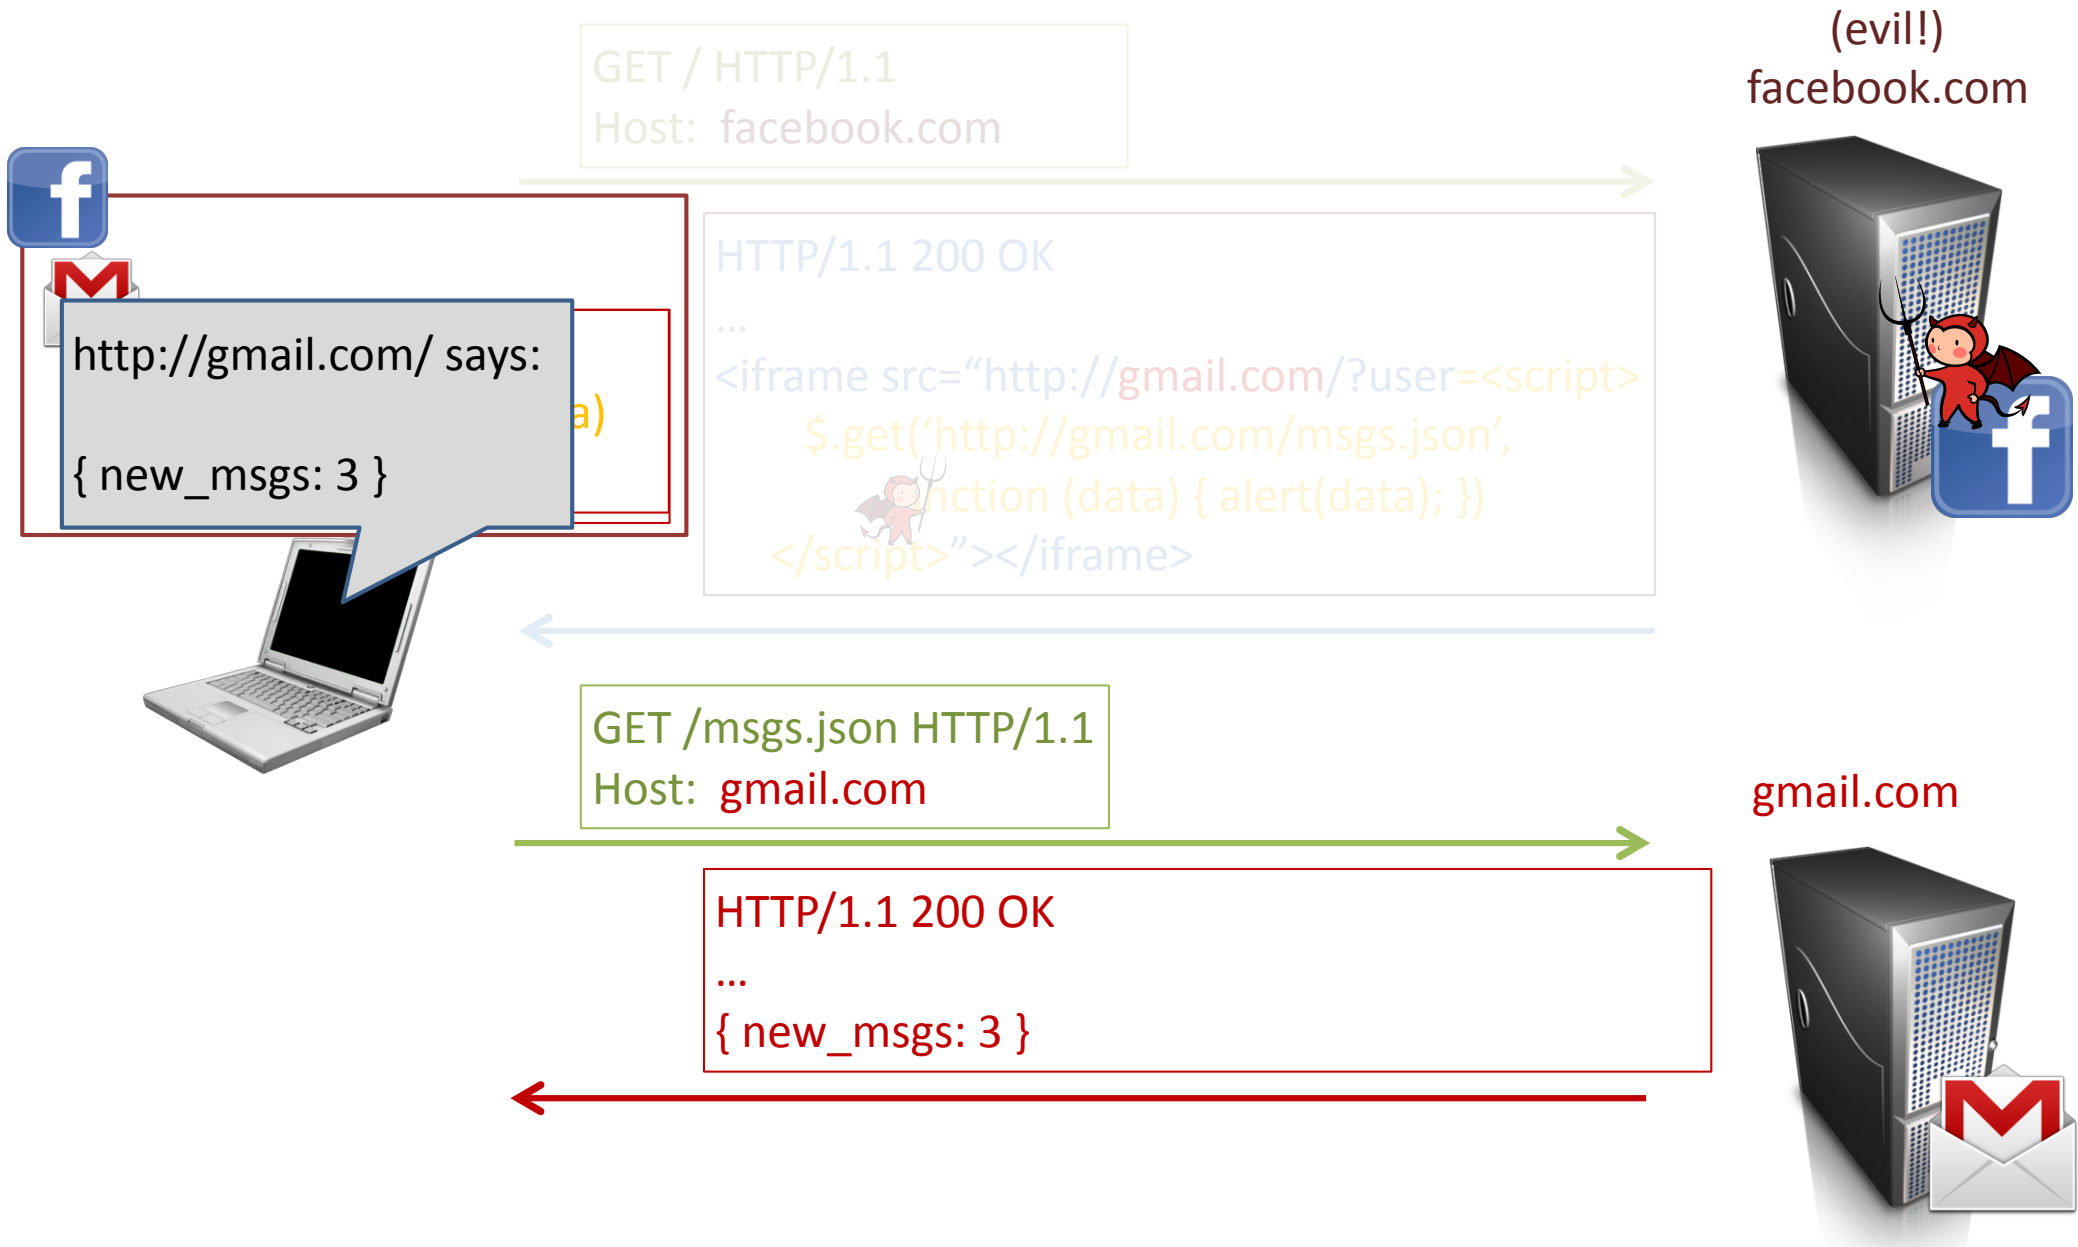 (evil!)
facebook.com
GET / HTTP/1.1
Host: facebook.com
HTTP/1.1 200 OK
...
<iframe src=“http://gmail.com/?user=<script>
$.get(‘http://gmail.com/msgs.json’,
nction (data) { alert(data); })
</script>”></iframe>
http://gmail.com/ says:
a)
{ new_msgs: 3 }
GET /msgs.json HTTP/1.1
Host: gmail.com
gmail.com
HTTP/1.1 200 OK
...
{ new_msgs: 3 }